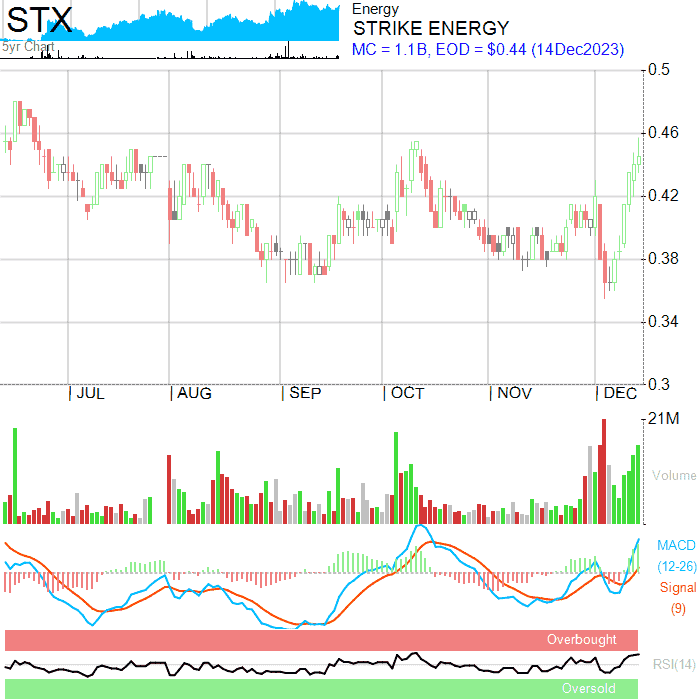 STX
5yr Chart
Energy
STRIKE ENERGY
MC = 1.1B, EOD = $0.44 (14Dec2023)
0.5
0.46
0.42
0.38
0.34
0.3
JUL
AUG
SEP
OCT
NOV
DEC
21M
Volume
MACD
(12-26)
Signal
(9)
Overbought
RSI(14)
Oversold